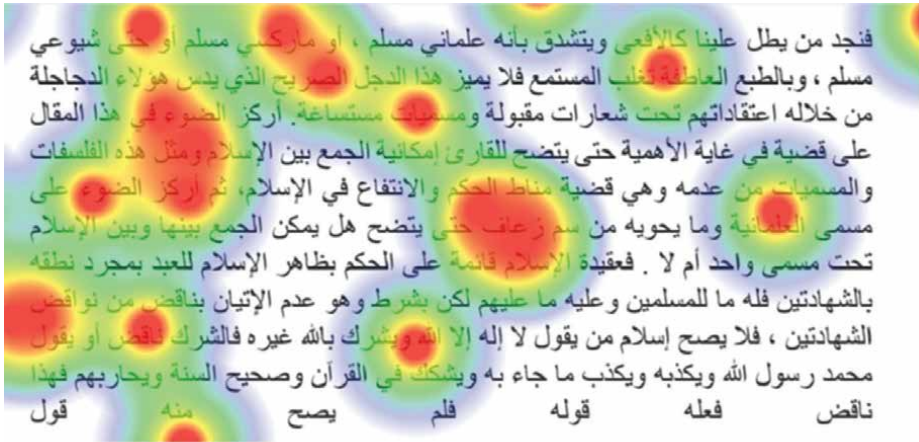 فنجد من يطل علينا كالأفعى ويتشدق بأنه علماني مسلم ، أو ماركسي مسلم أو حتى شيوعي
مسلم ، وبالطبع العاطفة تغلب المستمع فلا يميز هذا الدجل الصريح الذي يدس هؤلاء الدجاجلة
من خلاله اعتقاداتهم تحت شعارات مقبولة ومسميات مستساغة. أركز الضوء في هذا المقال
على قضية في غاية الأهمية حتى يتضح للقارئ إمكانية الجمع بين الإسلام ومثل هذه الفلسفات
والمسميات من عدمه وهي قضية مناط الحكم والانتفاع في الإسلام، ثم أركز الضوء على
مسمى العلمانية وما يحويه من سم زعاف حتى يتضح هل يمكن الجمع بينها وبين الإسلام
تحت مسمى واحد أم لا . فعقيدة الإسلام قائمة على الحكم بظاهر الإسلام للعبد بمجرد نطقه
بالشهادتين فله ما للمسلمين وعليه ما عليهم لكن بشرط وهو عدم الإتيان بناقض من نواقض
الشهادتين ، فلا يصح إسلام من يقول لا إله إلا الله ويشرك بالله غيره فالشرك ناقض أو يقول
محمد رسول الله ويكذبه ويكذب ما جاء به ويشكك في القرآن وصحيح السنة ويحاربهم فهذا
ناقض فعله قوله فلم يصح منه قول